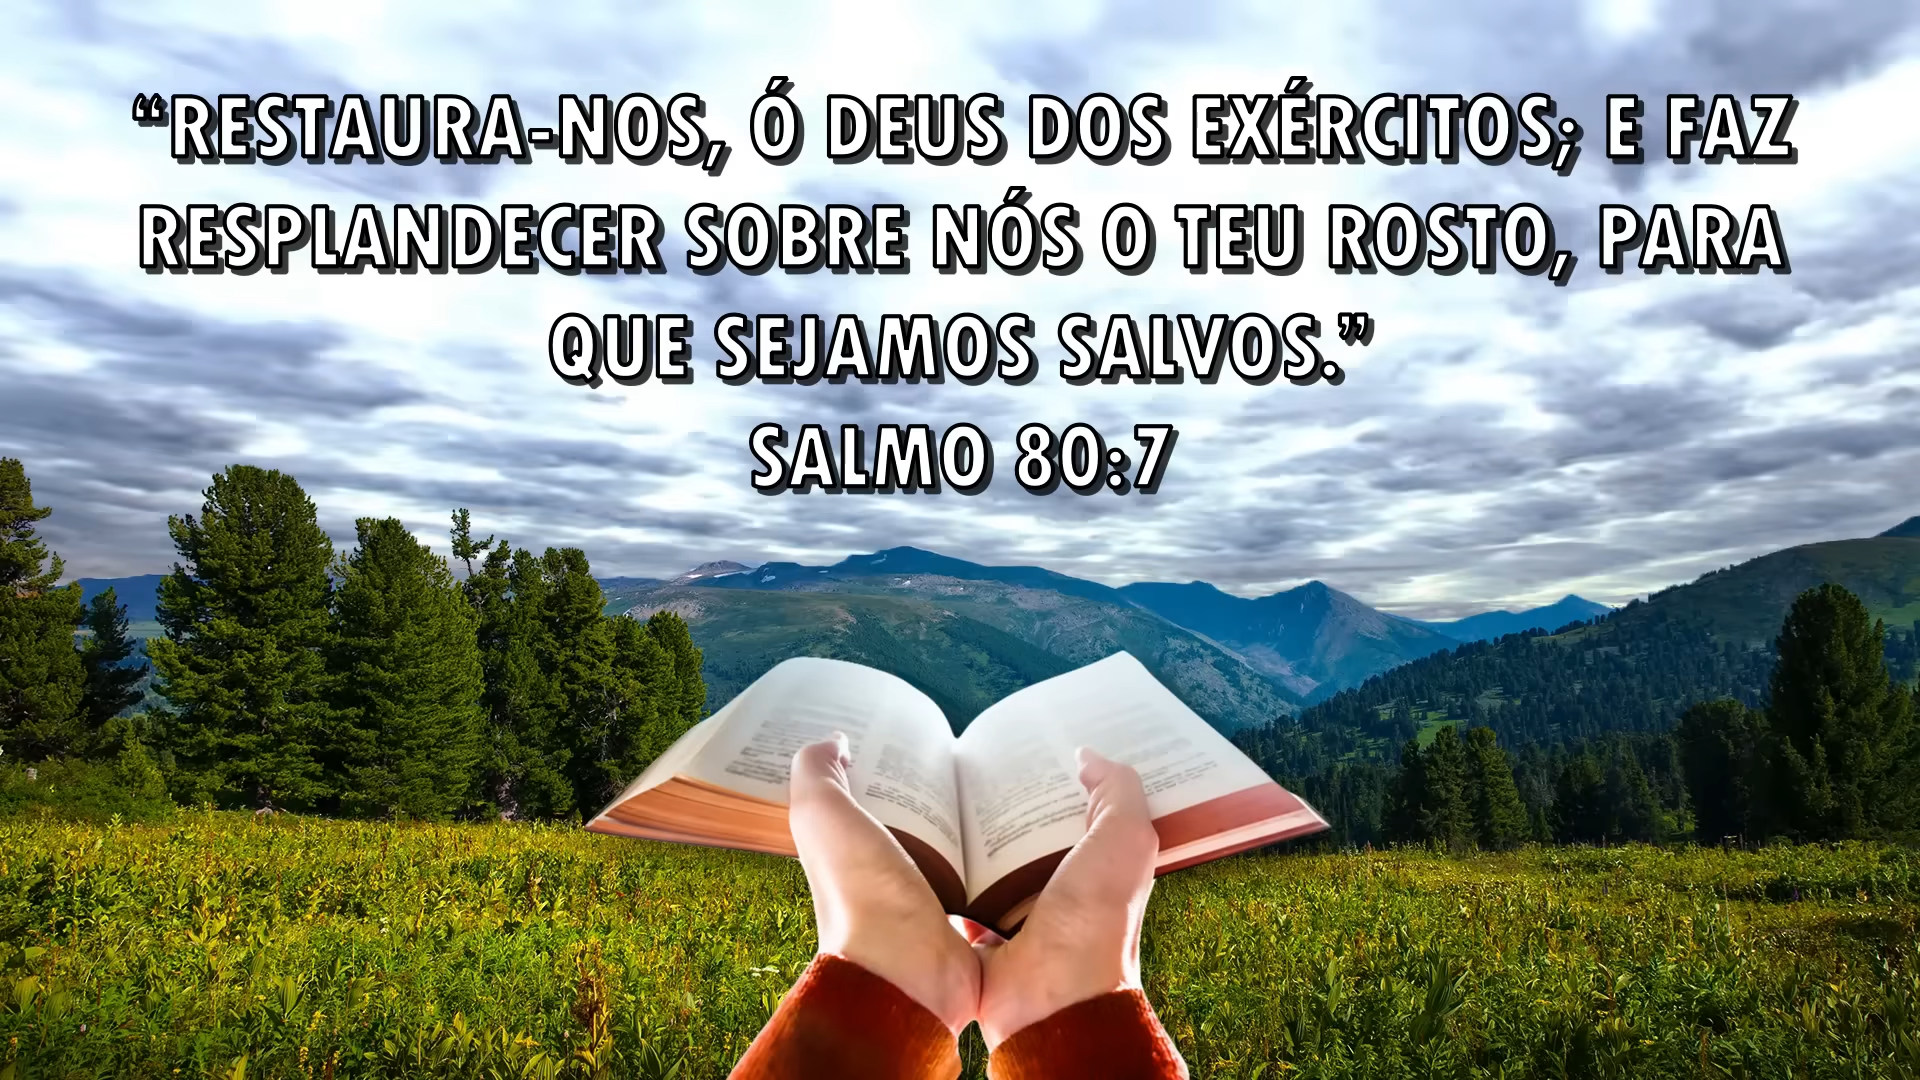 “RESTAURA-NOS, Ó DEUS DOS EXÉRCITOS; E FAZ
RESPLANDECER SOBRE NÓS O TEU ROSTO, PARA
QUE SEJAMOS SALVOS.”
SALMO 80:7